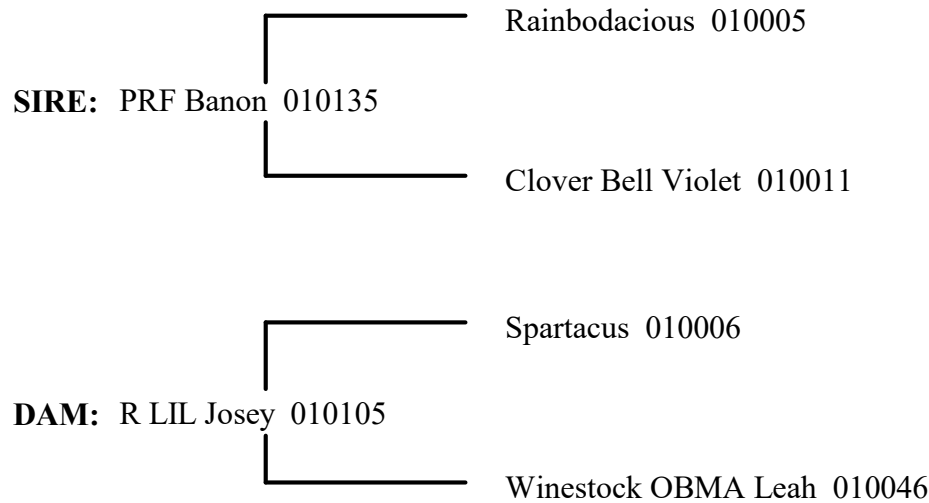 Rainbodacious 010005
SIRE: PRF Banon 010135
Clover Bell Violet 010011
Spartacus 010006
DAM: R LIL Josey 010105
Winestock OBMA Leah 010046